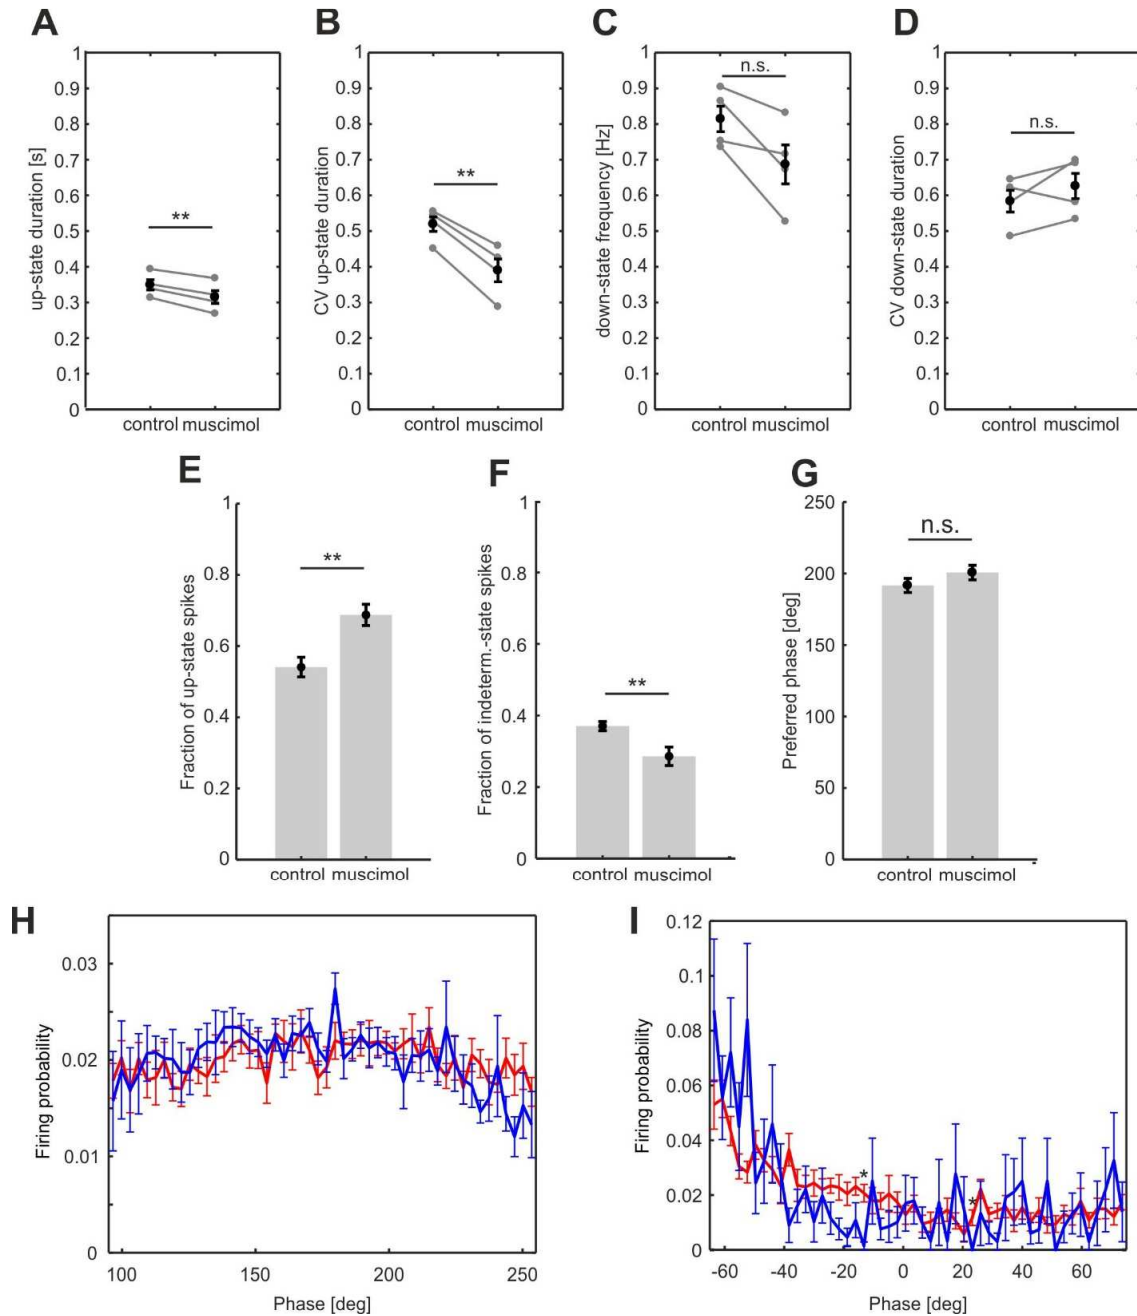 A
up-state duration [s]
1
0.9
0.8
0.7
0.6
0.5
0.4
0.3
0.2
0.1
0
**
control muscimol
B
CV up-state duration
1
0.9
0.8
0.7
0.6
0.5
0.4
0.3
0.2
0.1
0
**
control muscimol
C
down-state frequency [Hz]
1
0.9
0.8
0.7
0.6
0.5
0.4
0.3
0.2
0.1
0
n.s.
control muscimol
D
CV down-state duration
1
0.9
0.8
0.7
0.6
0.5
0.4
0.3
0.2
0.1
0
n.s.
control muscimol
E
Fraction of up-state spikes
1
0.8
0.6
0.4
0.2
0
**
control muscimol
F
Fraction of indeterm.-state spikes
1
0.8
0.6
0.4
0.2
0
**
control muscimol
G
Preferred phase [deg]
250
200
150
100
50
0
n.s.
control muscimol
H
Firing probability
0.03
0.02
0.01
0
100 150 200 250
Phase [deg]
I
Firing probability
0.12
0.1
0.08
0.06
0.04
0.02
0
*
*
-60 -40 -20 0 20 40 60
Phase [deg]